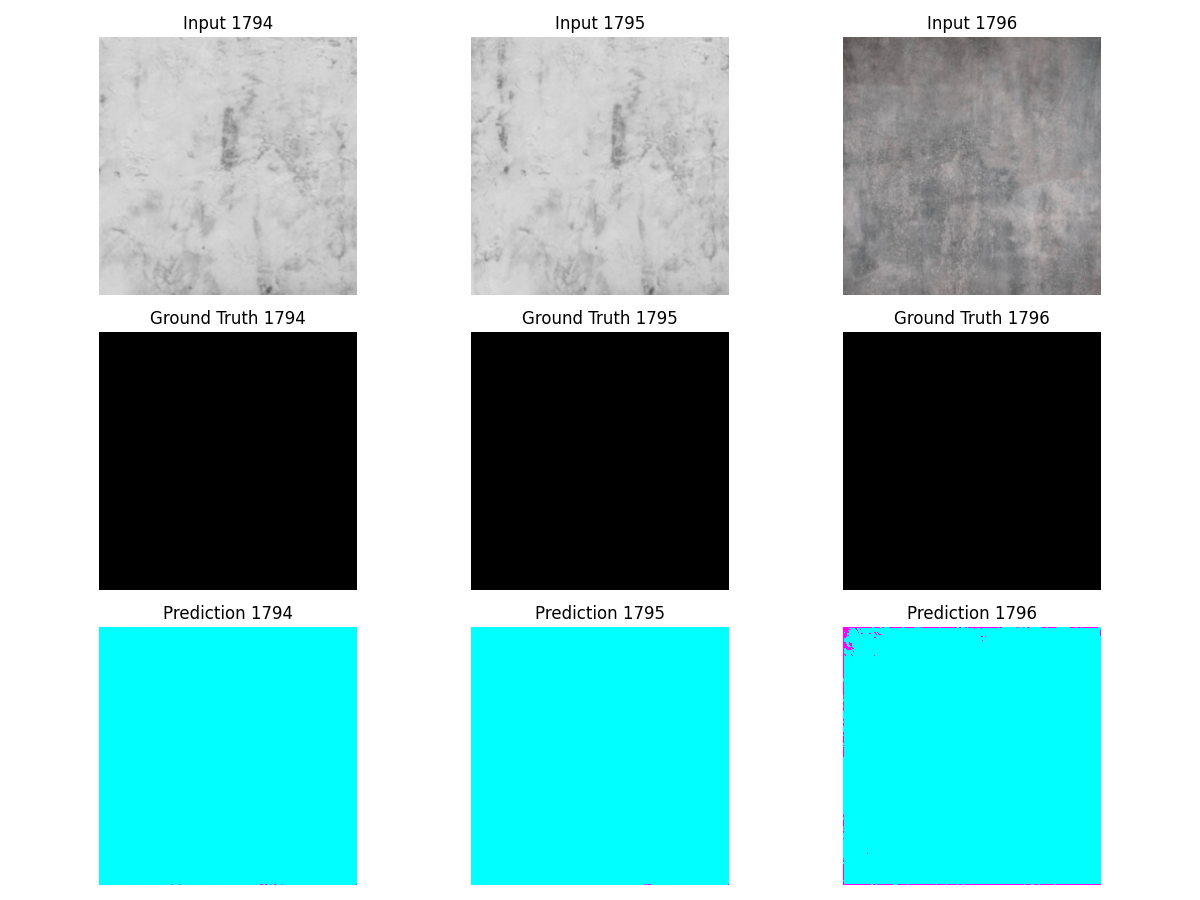 Input 1794
Input 1795
Input 1796
Ground Truth 1794
Ground Truth 1795
Ground Truth 1796
Prediction 1794
Prediction 1795
Prediction 1796